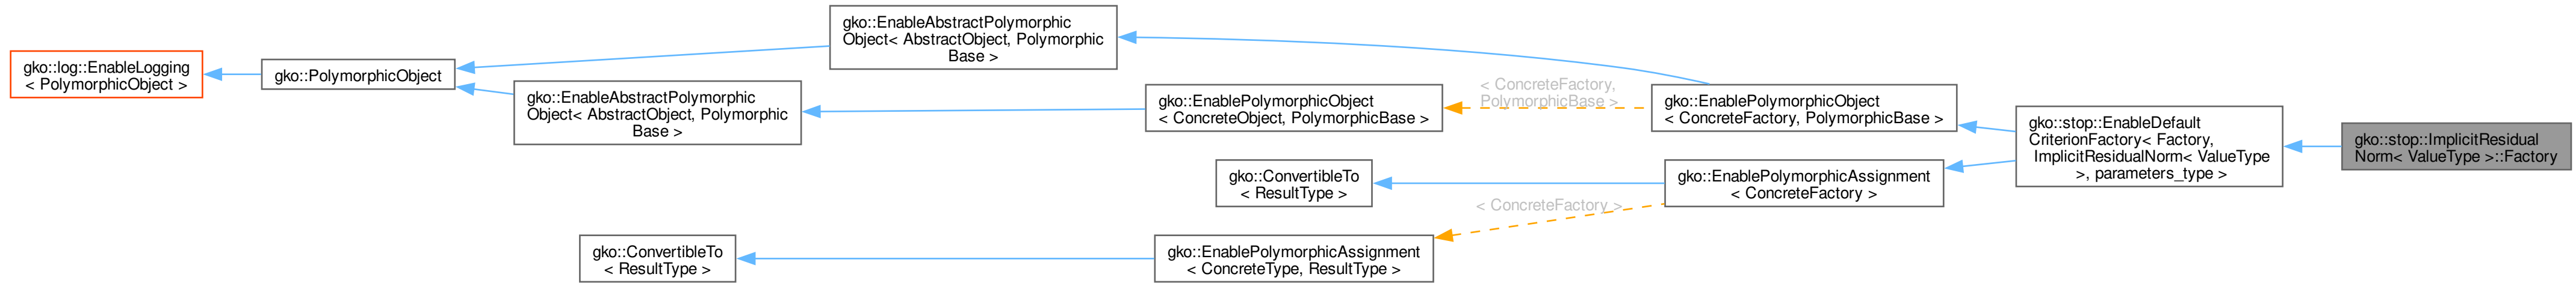 gko::log::EnableLogging
< PolymorphicObject >
gko::PolymorphicObject
gko::EnableAbstractPolymorphic
Object< AbstractObject, Polymorphic
Base >
gko::EnableAbstractPolymorphic
Object< AbstractObject, Polymorphic
Base >
gko::EnablePolymorphicObject
< ConcreteObject, PolymorphicBase >
< ConcreteFactory,
PolymorphicBase >
gko::EnablePolymorphicObject
< ConcreteFactory, PolymorphicBase >
gko::ConvertibleTo
< ResultType >
gko::EnablePolymorphicAssignment
< ConcreteFactory >
< ConcreteFactory >
gko::ConvertibleTo
< ResultType >
gko::EnablePolymorphicAssignment
< ConcreteType, ResultType >
gko::stop::EnableDefault
CriterionFactory< Factory,
ImplicitResidualNorm< ValueType
>, parameters_type >
gko::stop::ImplicitResidual
Norm< ValueType >::Factory